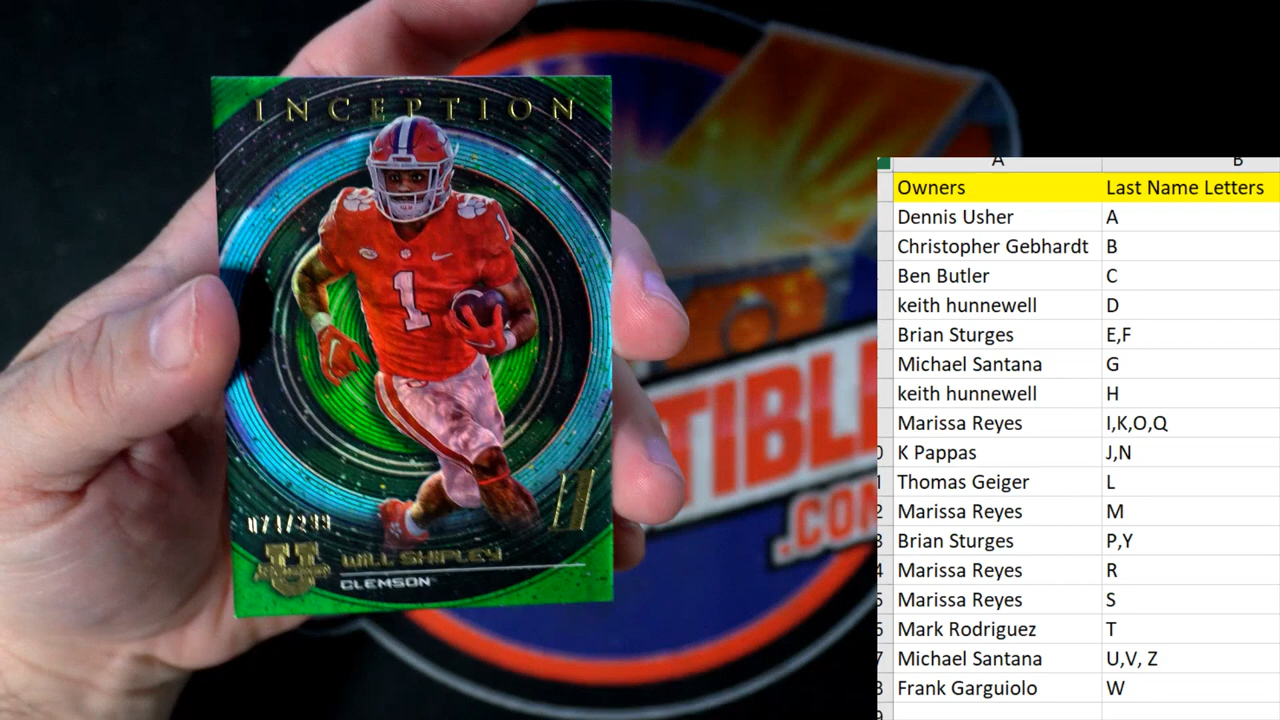 INCEPTION
1
1
WILL SHIPLEY
CLEMSON
TIBL
.COM
A B
Owners Last Name Letters
Dennis Usher A
Christopher Gebhardt B
Ben Butler C
keith hunnewell D
Brian Sturges E,F
Michael Santana G
keith hunnewell H
Marissa Reyes I,K,O,Q
K Pappas J,N
Thomas Geiger L
Marissa Reyes M
Brian Sturges P,Y
Marissa Reyes R
Marissa Reyes S
Mark Rodriguez T
Michael Santana U,V, Z
Frank Garguiolo W